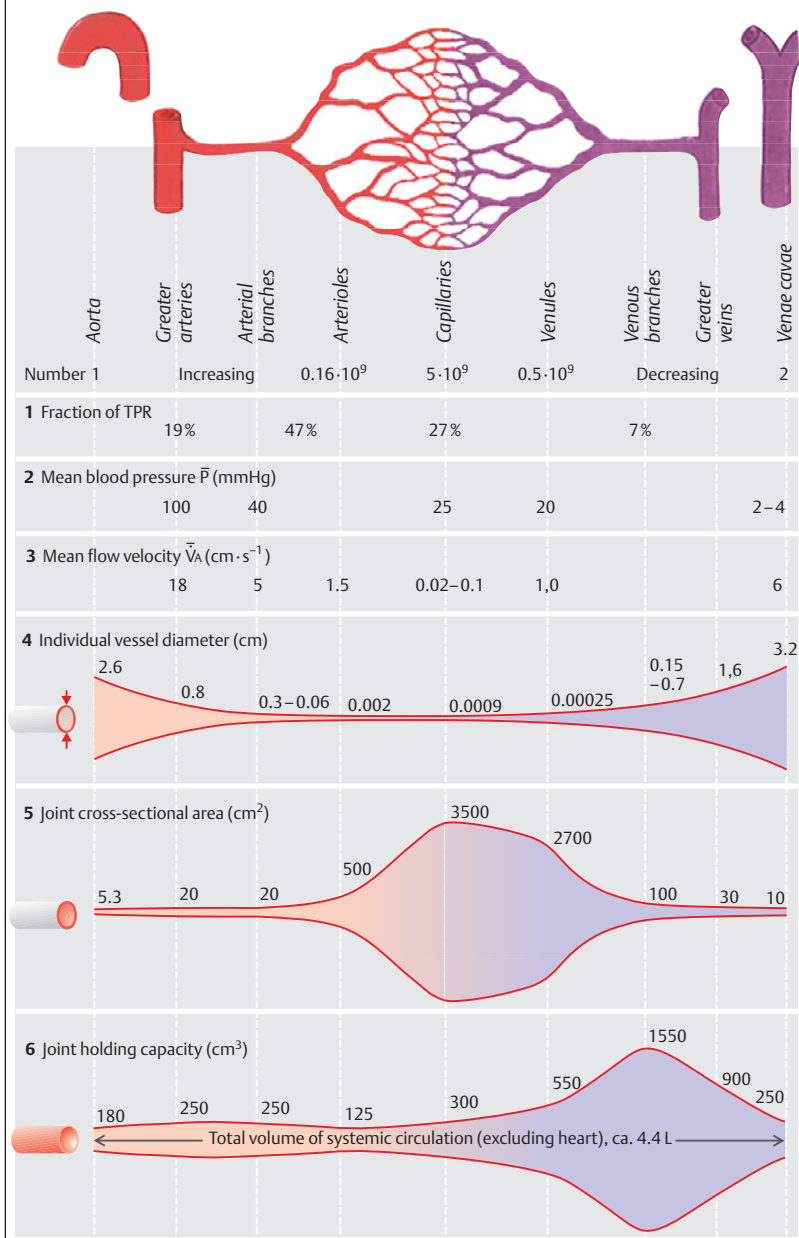 Aorta
Greater
arteries
Arterial
branches
Arterioles
Capillaries
Venules
Venous
branches
Greater
veins
Venae cavae
Number 1 Increasing 0.16·10⁹ 5·10⁹ 0.5·10⁹ Decreasing 2
1 Fraction of TPR
19% 47% 27% 7%
2 Mean blood pressure P̅ (mmHg)
100 40 25 20 2–4
3 Mean flow velocity V̇̅A (cm·s⁻¹)
18 5 1.5 0.02–0.1 1,0 6
4 Individual vessel diameter (cm)
2.6
0.8
0.3–0.06
0.002
0.0009
0.00025
0.15
–0.7
1,6
3.2
5 Joint cross-sectional area (cm²)
5.3
20
20
500
3500
2700
100
30
10
6 Joint holding capacity (cm³)
180
250
250
125
300
550
1550
900
250
Total volume of systemic circulation (excluding heart), ca. 4.4 L